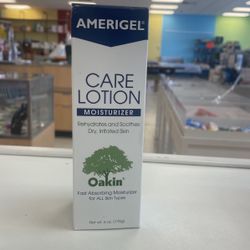 AMERIGEL®
CARE
LOTION
MOISTURIZER
Rehydrates and Soothes
Dry, Irritated Skin
Oakin®
Fast Absorbing Moisturizer
for ALL Skin Types